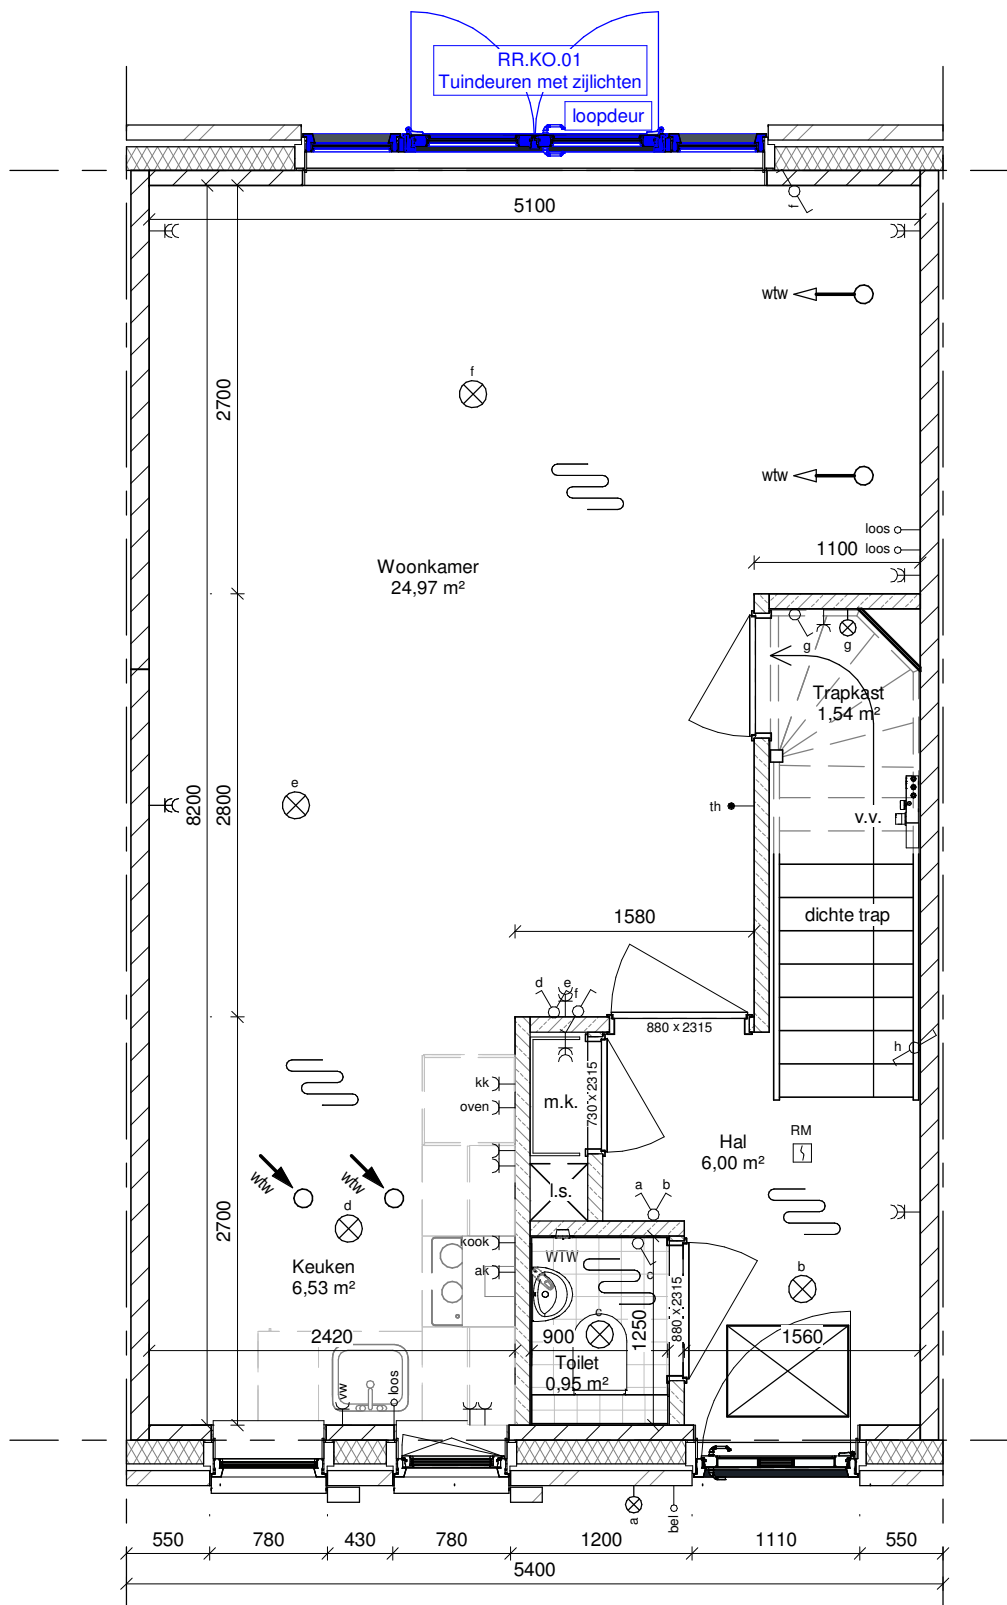 RR.KO.01
Tuindeuren met zijlichten
loopdeur
5100
f
wtw
f
2700
wtw
loos
loos
1100
Woonkamer
24,97 m²
g
g
Trapkast
1,54 m²
e
8200
2800
th
v.v.
1580
dichte trap
d
e
f
880 x 2315
h
kk
oven
m.k.
730 x 2315
Hal
6,00 m²
RM
wtw
wtw
l.s.
a
b
d
2700
kook
WTW
Keuken
6,53 m²
ak
c
880 x 2315
b
c
2420
900
1250
1560
Toilet
0,95 m²
vw
loos
a
bel
550
780
430
780
1200
1110
550
5400